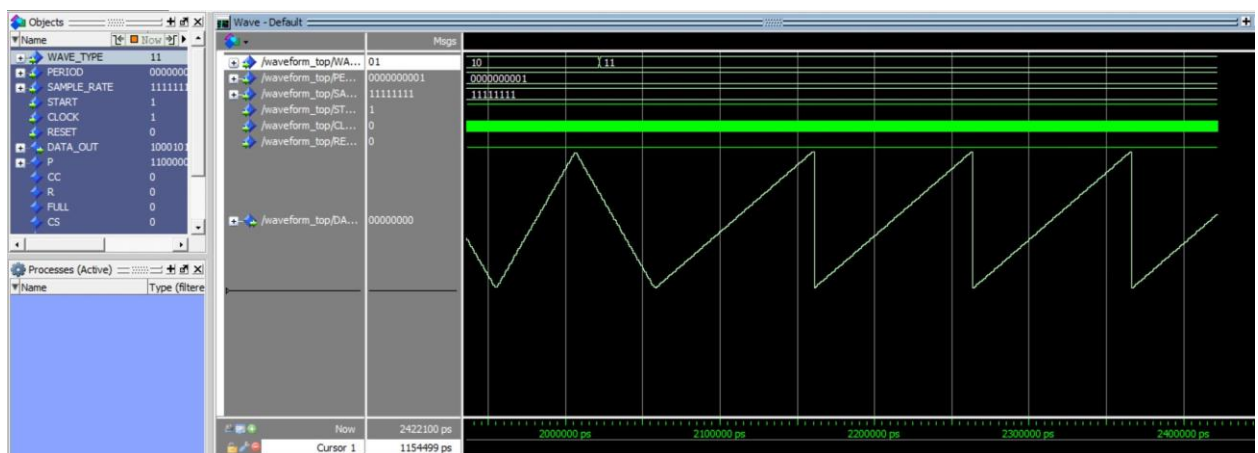 Objects
Name
Now
WAVE_TYPE 11
PERIOD 0000000
SAMPLE_RATE 1111111
START 1
CLOCK 1
RESET 0
DATA_OUT 1000101
P 1100000
CC 0
R 0
FULL 0
CS 0
Processes (Active)
Name Type (filtere
Wave - Default
Msgs
/waveform_top/WA... 01 10 11
/waveform_top/PE... 0000000001 0000000001
/waveform_top/SA... 11111111 11111111
/waveform_top/ST... 1
/waveform_top/CL... 0
/waveform_top/RE... 0
/waveform_top/DA... 00000000
Now 2422100 ps 2000000 ps 2100000 ps 2200000 ps 2300000 ps 2400000 ps
Cursor 1 1154499 ps